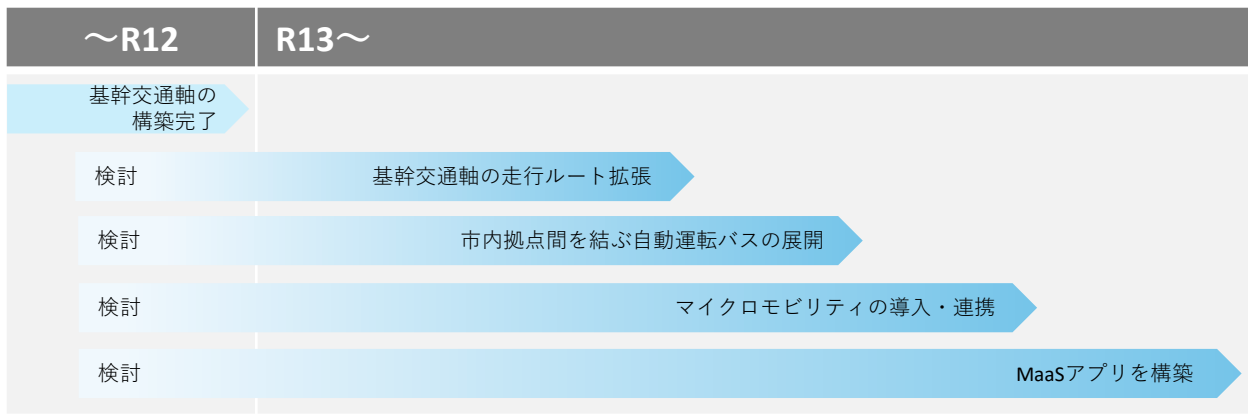 ～R12
R13～
基幹交通軸の
構築完了
検討
基幹交通軸の走行ルート拡張
検討
市内拠点間を結ぶ自動運転バスの展開
検討
マイクロモビリティの導入・連携
検討
MaaSアプリを構築